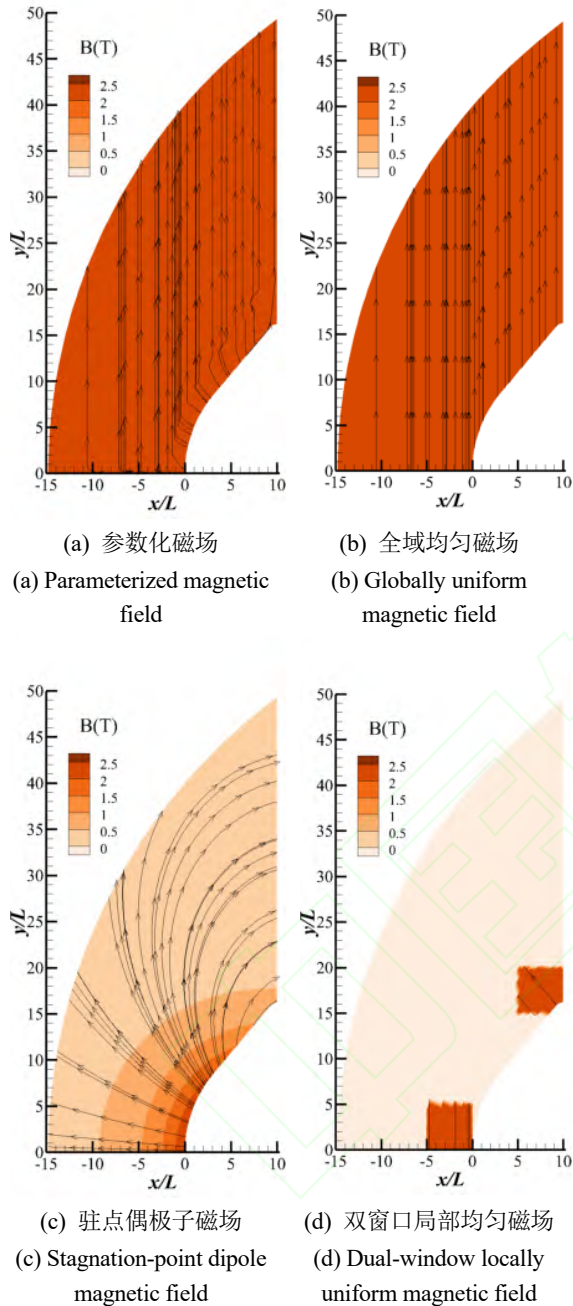 50
45
40
35
30
25
20
15
10
5
0
y/L
B(T)
2.5
2
1.5
1
0.5
0
-15 -10 -5 0 5 10
x/L
50
45
40
35
30
25
20
15
10
5
0
y/L
B(T)
2.5
2
1.5
1
0.5
0
-15 -10 -5 0 5 10
x/L
(a) 参数化磁场
(a) Parameterized magnetic
field
(b) 全域均匀磁场
(b) Globally uniform
magnetic field
50
45
40
35
30
25
20
15
10
5
0
y/L
B(T)
2.5
2
1.5
1
0.5
0
-15 -10 -5 0 5 10
x/L
50
45
40
35
30
25
20
15
10
5
0
y/L
B(T)
2.5
2
1.5
1
0.5
0
-15 -10 -5 0 5 10
x/L
(c) 驻点偶极子磁场
(c) Stagnation-point dipole
magnetic field
(d) 双窗口局部均匀磁场
(d) Dual-window locally
uniform magnetic field